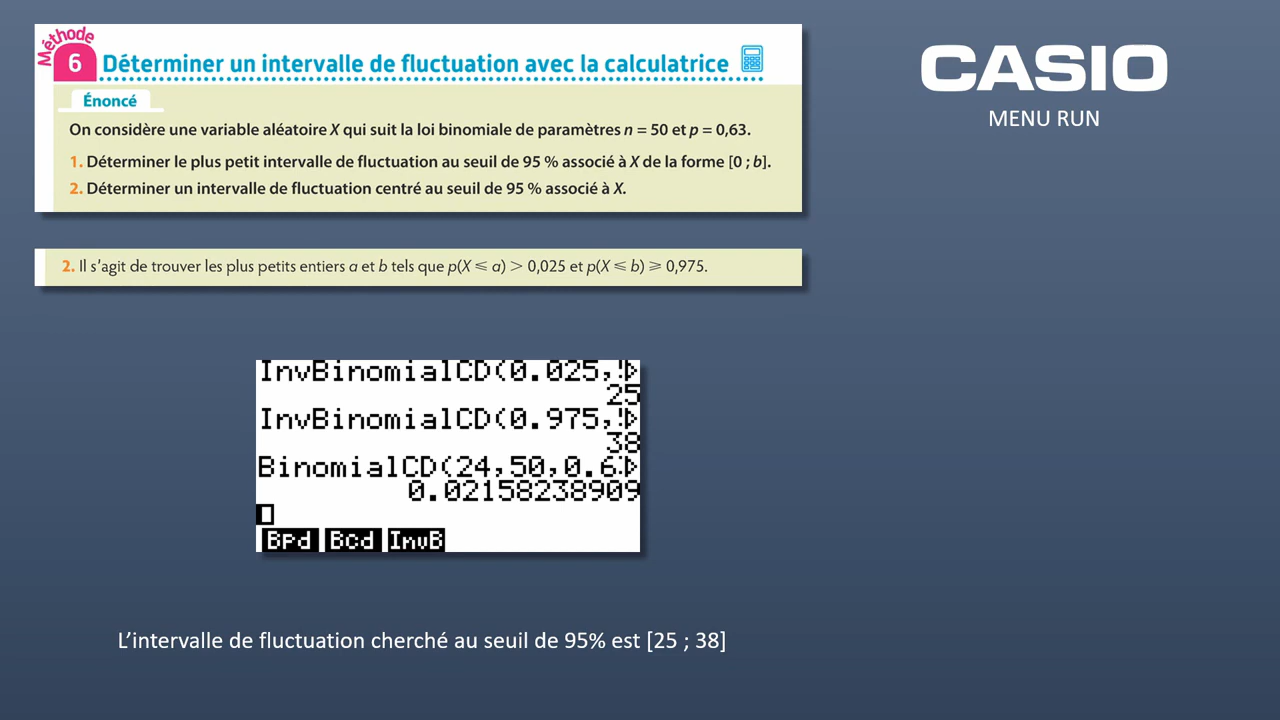 Méthode
6 Déterminer un intervalle de fluctuation avec la calculatrice
Énoncé
On considère une variable aléatoire X qui suit la loi binomiale de paramètres n = 50 et p = 0,63.
1. Déterminer le plus petit intervalle de fluctuation au seuil de 95 % associé à X de la forme [0 ; b].
2. Déterminer un intervalle de fluctuation centré au seuil de 95 % associé à X.
CASIO
MENU RUN
2. Il s'agit de trouver les plus petits entiers a et b tels que p(X ⩽ a) > 0,025 et p(X ⩽ b) ⩾ 0,975.
InvBinomialCD(0.025,
25
InvBinomialCD(0.975,
38
BinomialCD(24,50,0.6
0.02158238909
Bpd Bcd InvB
L'intervalle de fluctuation cherché au seuil de 95% est [25 ; 38]